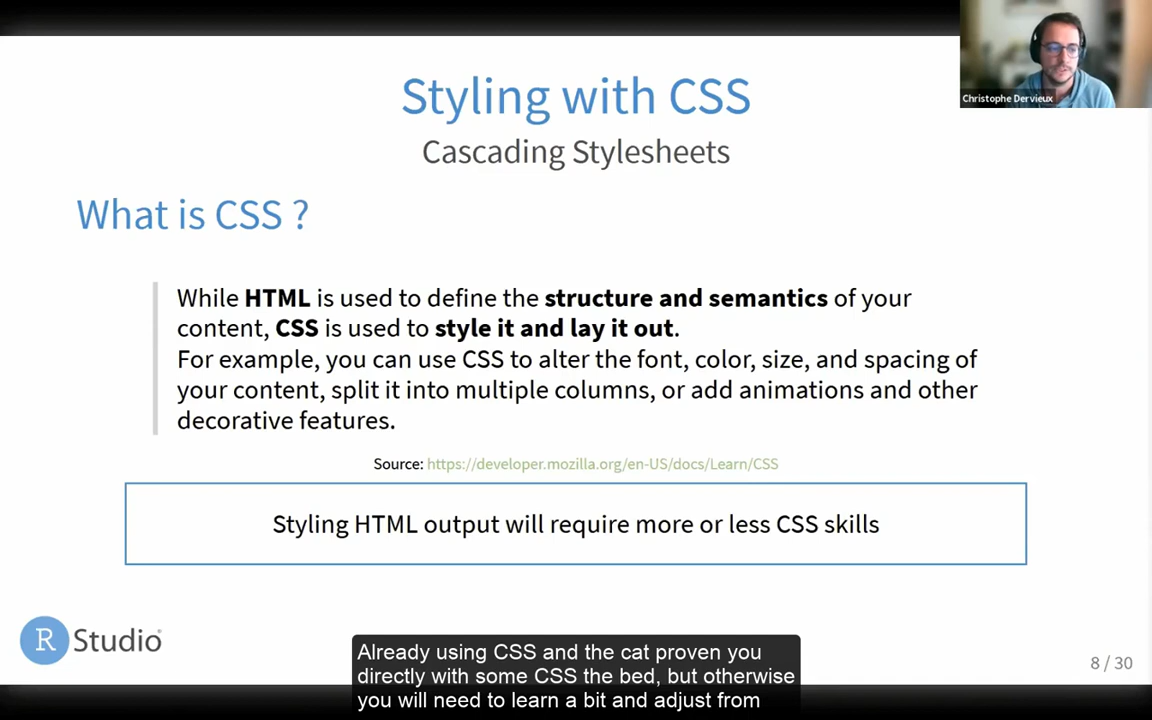 Styling with CSS
Christophe Dervieux
Cascading Stylesheets
What is CSS ?
While HTML is used to define the structure and semantics of your
content, CSS is used to style it and lay it out.
For example, you can use CSS to alter the font, color, size, and spacing of
your content, split it into multiple columns, or add animations and other
decorative features.
Source: https://developer.mozilla.org/en-US/docs/Learn/CSS
Styling HTML output will require more or less CSS skills
R Studio
Already using CSS and the cat proven you
directly with some CSS the bed, but otherwise
you will need to learn a bit and adjust from
8 / 30